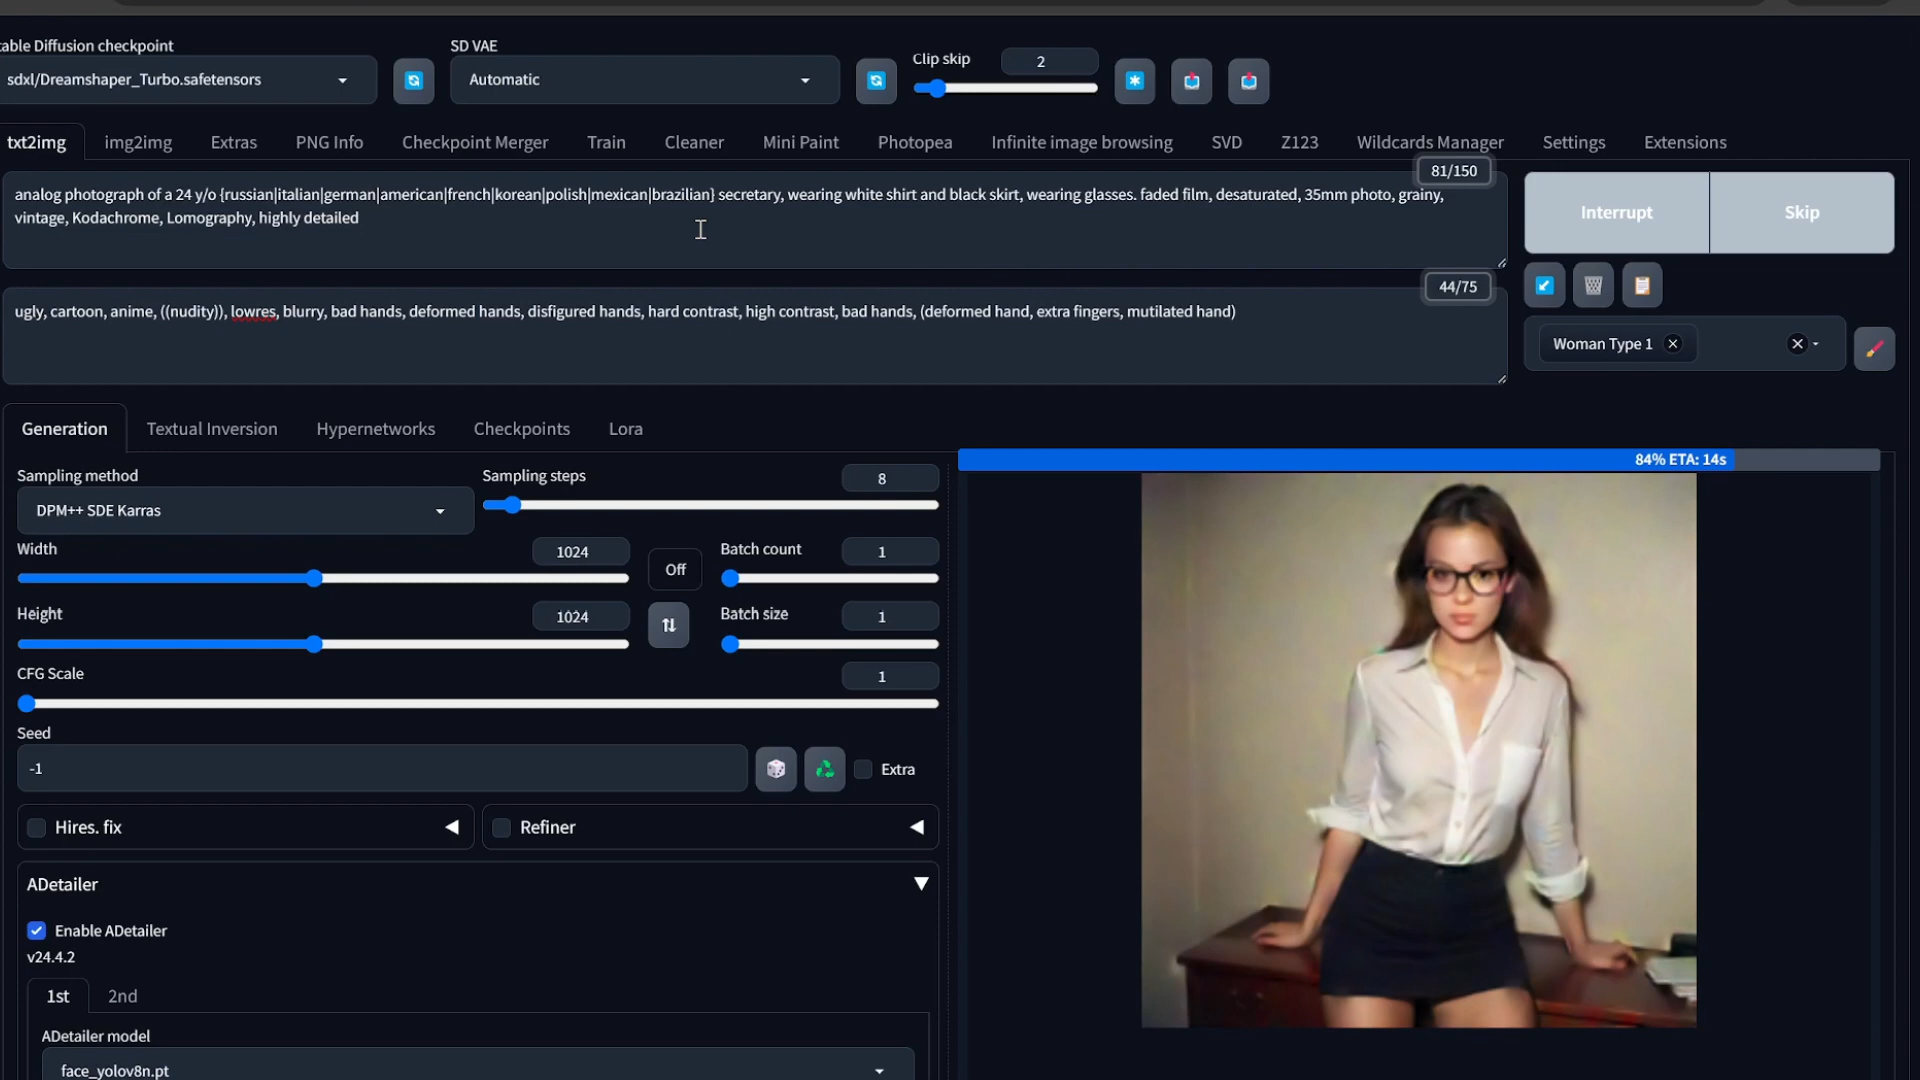 table Diffusion checkpoint
SD VAE
Clip skip
2
sdxl/Dreamshaper_Turbo.safetensors
Automatic
txt2img
img2img
Extras
PNG Info
Checkpoint Merger
Train
Cleaner
Mini Paint
Photopea
Infinite image browsing
SVD
Z123
Wildcards Manager
Settings
Extensions
81/150
analog photograph of a 24 y/o {russian|italian|german|american|french|korean|polish|mexican|brazilian} secretary, wearing white shirt and black skirt, wearing glasses. faded film, desaturated, 35mm photo, grainy,
vintage, Kodachrome, Lomography, highly detailed
Interrupt
Skip
44/75
ugly, cartoon, anime, ((nudity)), lowres, blurry, bad hands, deformed hands, disfigured hands, hard contrast, high contrast, bad hands, (deformed hand, extra fingers, mutilated hand)
Woman Type 1
Generation
Textual Inversion
Hypernetworks
Checkpoints
Lora
84% ETA: 14s
Sampling method
Sampling steps
8
DPM++ SDE Karras
Width
1024
Off
Batch count
1
Height
1024
Batch size
1
CFG Scale
1
Seed
-1
Extra
Hires. fix
Refiner
ADetailer
Enable ADetailer
v24.4.2
1st
2nd
ADetailer model
face_yolov8n.pt